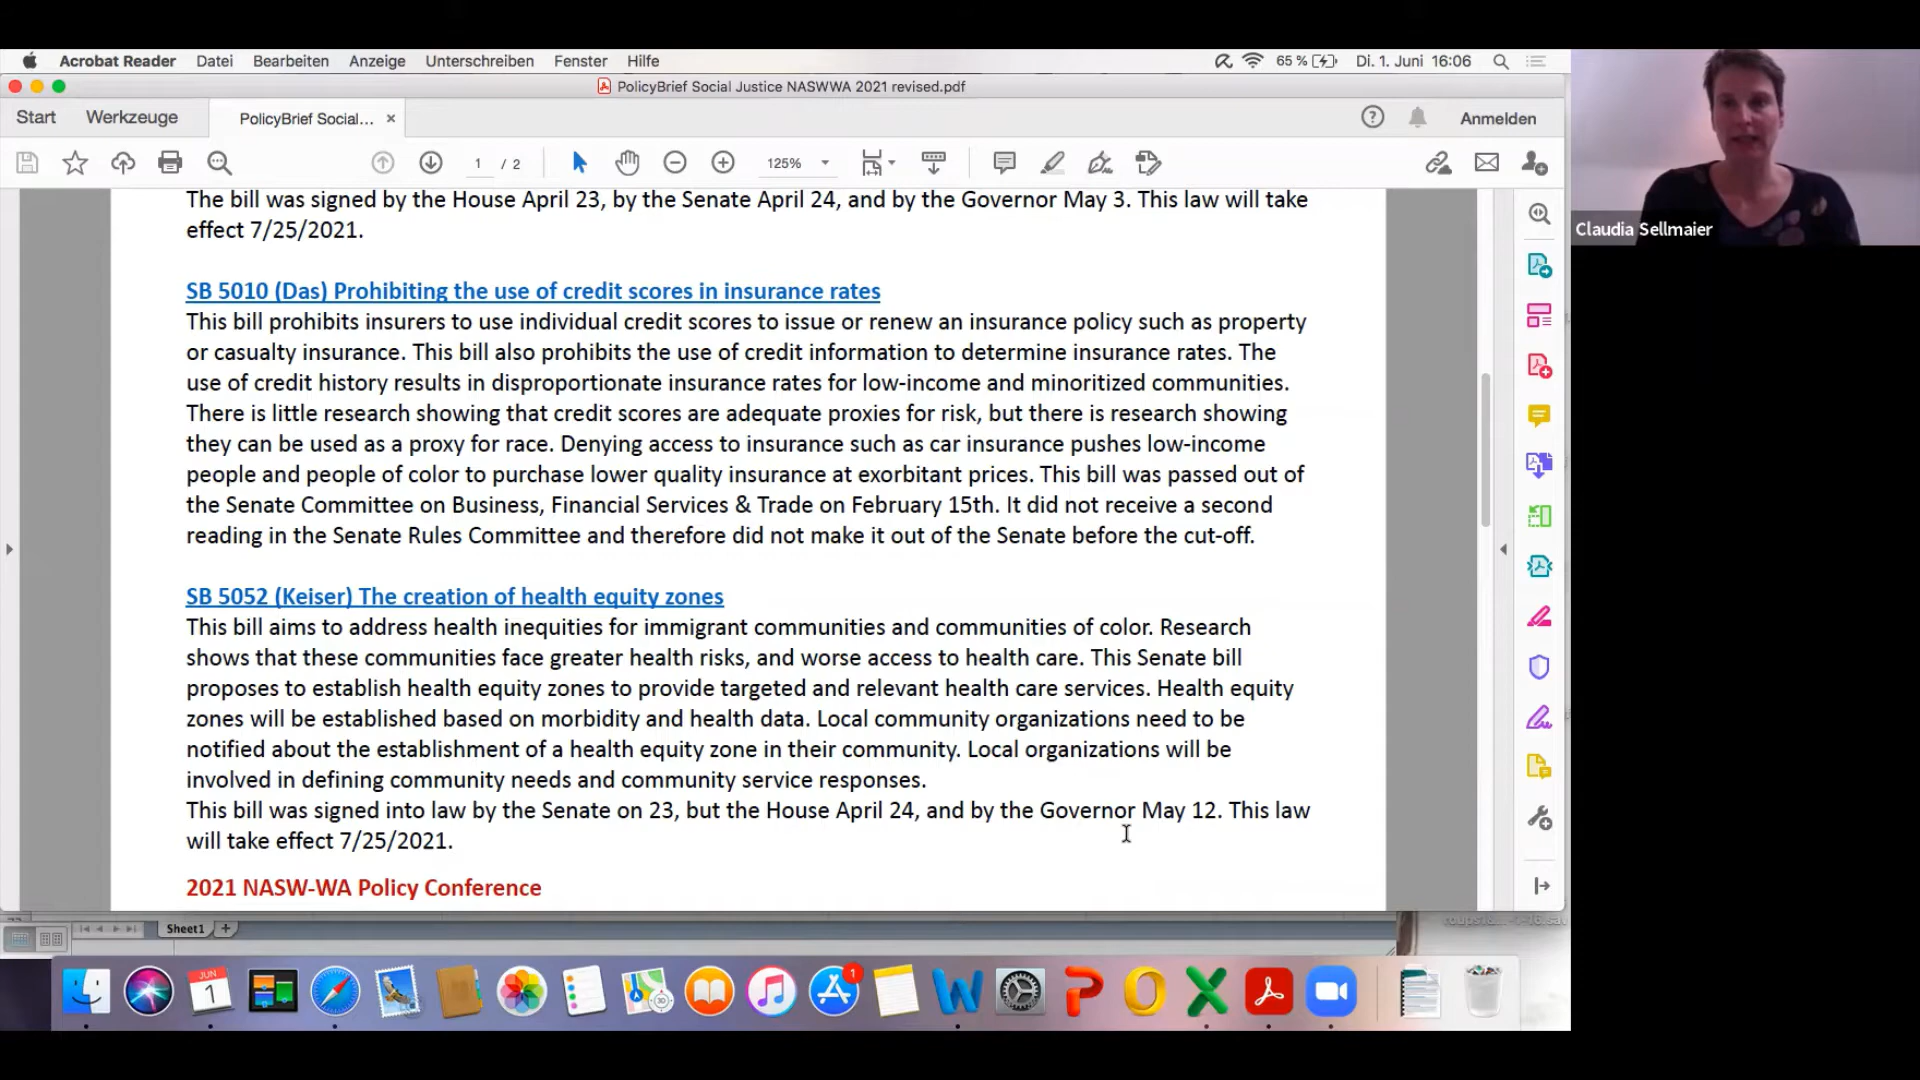 Acrobat Reader Datei Bearbeiten Anzeige Unterschreiben Fenster Hilfe 65 % Di. 1. Juni 16:06
PolicyBrief Social Justice NASWWA 2021 revised.pdf
Start Werkzeuge PolicyBrief Social... × Anmelden
1 / 2 125%
The bill was signed by the House April 23, by the Senate April 24, and by the Governor May 3. This law will take
effect 7/25/2021.
SB 5010 (Das) Prohibiting the use of credit scores in insurance rates
This bill prohibits insurers to use individual credit scores to issue or renew an insurance policy such as property
or casualty insurance. This bill also prohibits the use of credit information to determine insurance rates. The
use of credit history results in disproportionate insurance rates for low-income and minoritized communities.
There is little research showing that credit scores are adequate proxies for risk, but there is research showing
they can be used as a proxy for race. Denying access to insurance such as car insurance pushes low-income
people and people of color to purchase lower quality insurance at exorbitant prices. This bill was passed out of
the Senate Committee on Business, Financial Services & Trade on February 15th. It did not receive a second
reading in the Senate Rules Committee and therefore did not make it out of the Senate before the cut-off.
SB 5052 (Keiser) The creation of health equity zones
This bill aims to address health inequities for immigrant communities and communities of color. Research
shows that these communities face greater health risks, and worse access to health care. This Senate bill
proposes to establish health equity zones to provide targeted and relevant health care services. Health equity
zones will be established based on morbidity and health data. Local community organizations need to be
notified about the establishment of a health equity zone in their community. Local organizations will be
involved in defining community needs and community service responses.
This bill was signed into law by the Senate on 23, but the House April 24, and by the Governor May 12. This law
will take effect 7/25/2021.
2021 NASW-WA Policy Conference
Sheet1
JUN
1
1
Claudia Sellmaier